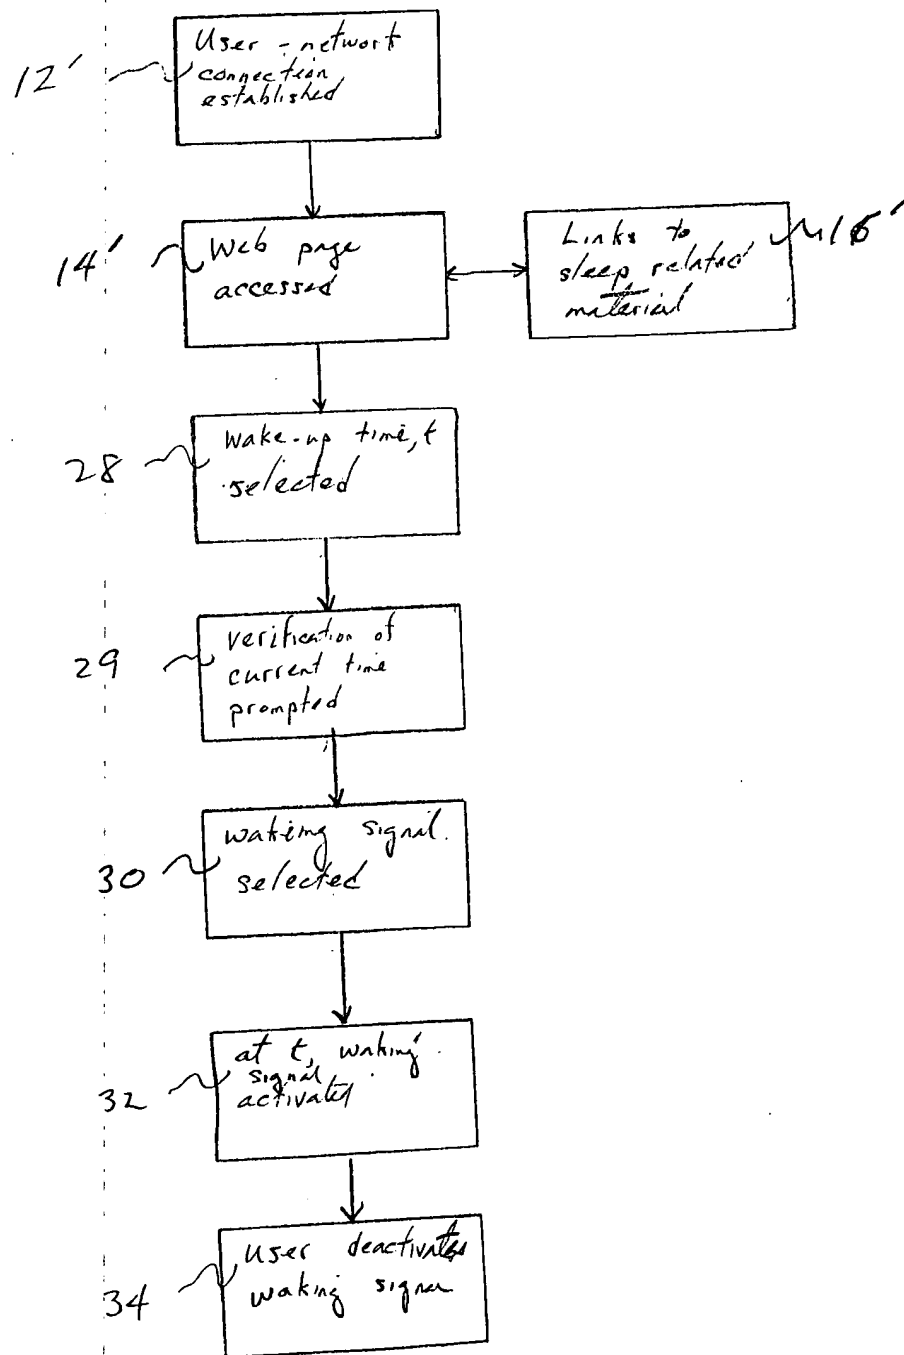 12'
User - network
connection
established
14'
Web page
accessed
Links to
sleep related
material
16'
28
wake-up time, t
selected
29
verification of
current time
prompted
30
waking signal
selected
32
at t, waking
signal
activated
34
User deactivates
waking signal